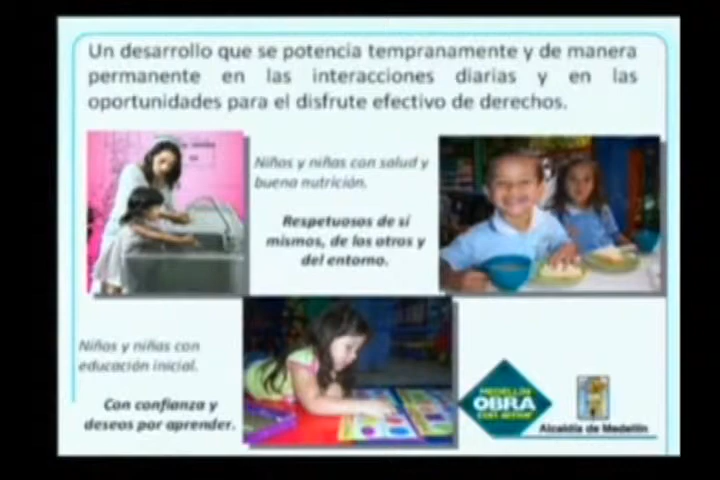 Un desarrollo que se potencia tempranamente y de manera
permanente en las interacciones diarias y en las
oportunidades para el disfrute efectivo de derechos.
Niños y niñas con salud y
buena nutrición.
Respetuosos de sí
mismos, de los otros y
del entorno.
Niños y niñas con
educación inicial.
Con confianza y
deseos por aprender.
MEDELLÍN
OBRA
con amor
Alcaldía de Medellín